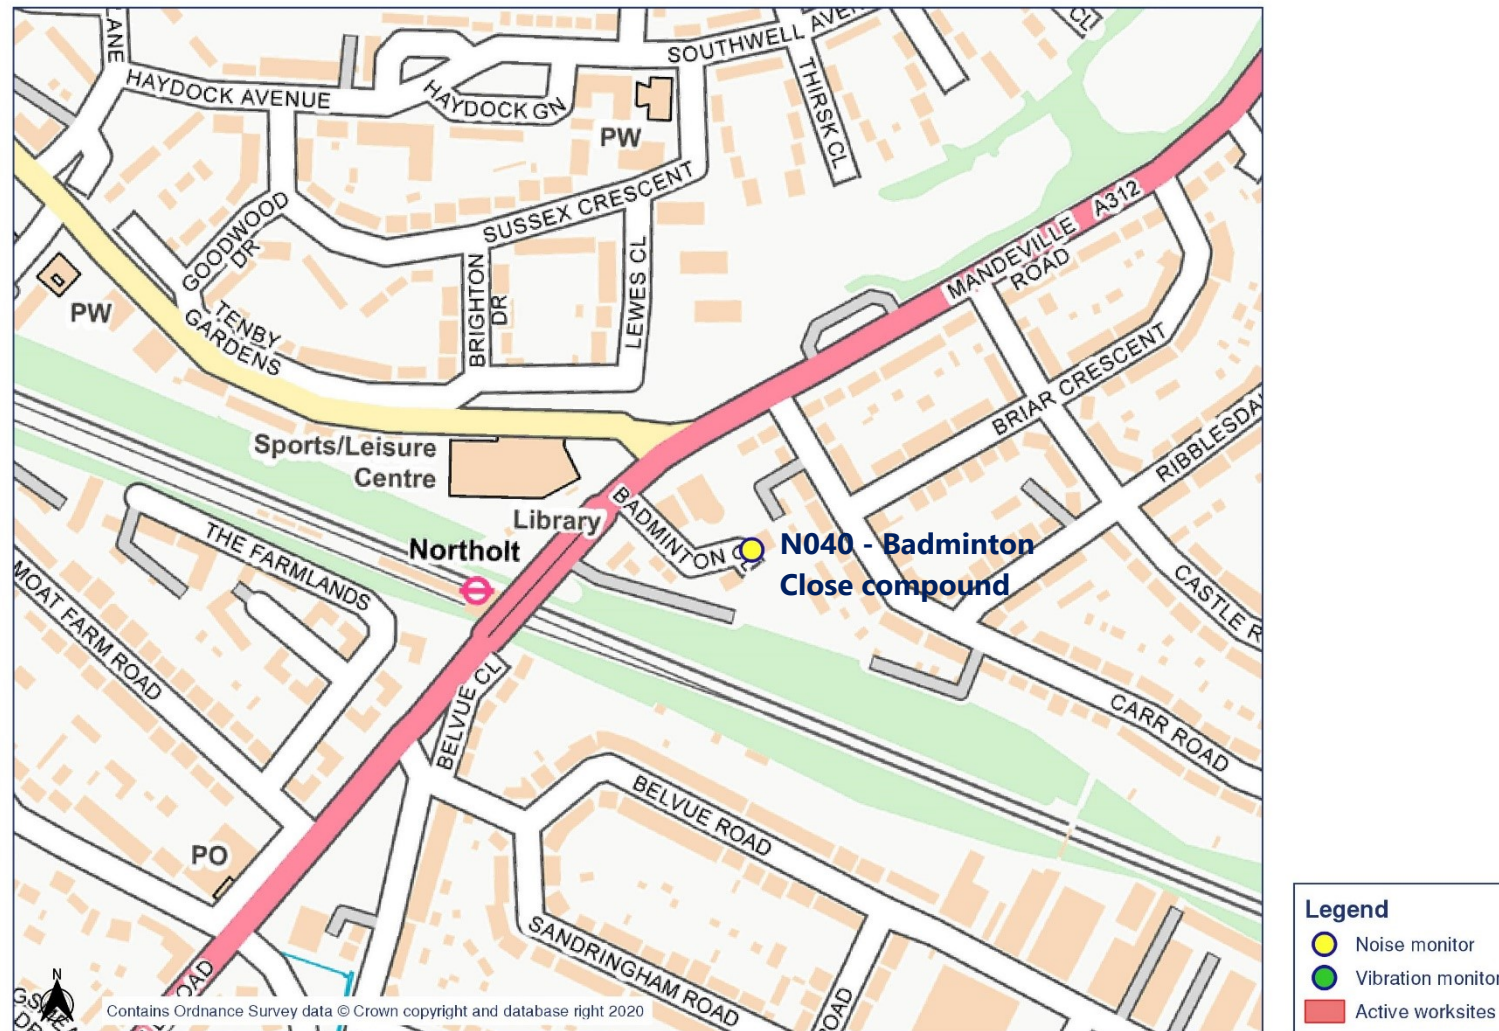 LANE
HAYDOCK AVENUE
HAYDOCK GN
SOUTHWELL AVEN
CL
THIRSK CL
PW
GOODWOOD
DR
SUSSEX CRESCENT
LEWES CL
BRIGHTON
DR
PW
TENBY
GARDENS
MANDEVILLE
ROAD
A312
BRIAR CRESCENT
RIBBLESDA
Sports/Leisure
Centre
Library
BADMINTON CL
N040 - Badminton
Close compound
Northolt
THE FARMLANDS
MOAT FARM ROAD
CASTLE R
CARR ROAD
BELVUE CL
BELVUE ROAD
PO
SANDRINGHAM ROAD
ROAD
OAD
N
Contains Ordnance Survey data © Crown copyright and database right 2020
Legend
Noise monitor
Vibration monitor
Active worksites